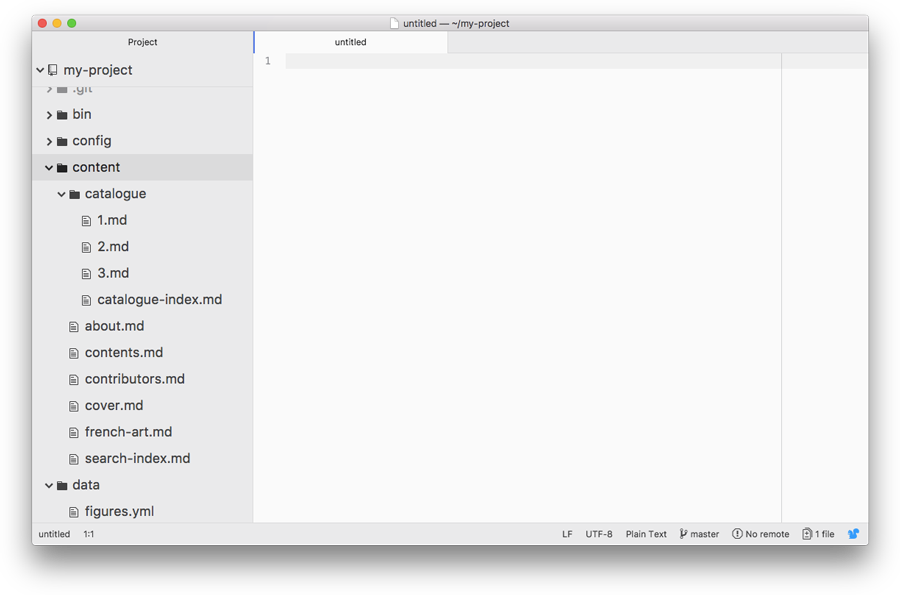 untitled — ~/my-project
Project
untitled
my-project
1
.git
bin
config
content
catalogue
1.md
2.md
3.md
catalogue-index.md
about.md
contents.md
contributors.md
cover.md
french-art.md
search-index.md
data
figures.yml
untitled 1:1 LF UTF-8 Plain Text master No remote 1 file